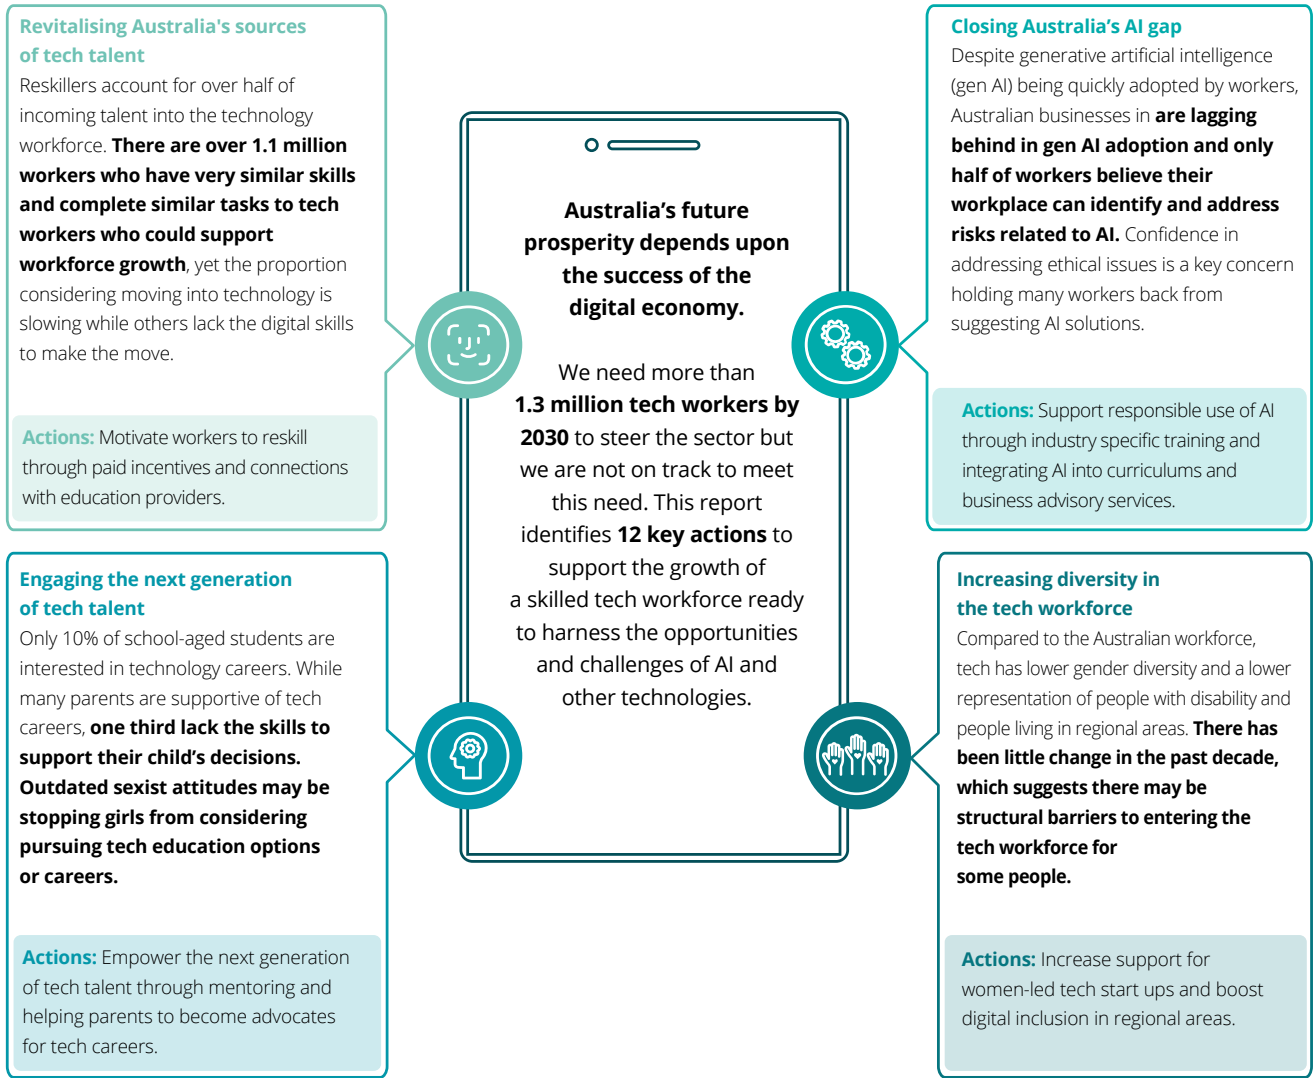 Revitalising Australia's sources
of tech talent
Reskillers account for over half of
incoming talent into the technology
workforce. There are over 1.1 million
workers who have very similar skills
and complete similar tasks to tech
workers who could support
workforce growth, yet the proportion
considering moving into technology is
slowing while others lack the digital skills
to make the move.
Actions: Motivate workers to reskill
through paid incentives and connections
with education providers.
Engaging the next generation
of tech talent
Only 10% of school-aged students are
interested in technology careers. While
many parents are supportive of tech
careers, one third lack the skills to
support their child’s decisions.
Outdated sexist attitudes may be
stopping girls from considering
pursuing tech education options
or careers.
Actions: Empower the next generation
of tech talent through mentoring and
helping parents to become advocates
for tech careers.
Australia’s future
prosperity depends upon
the success of the
digital economy.
We need more than
1.3 million tech workers by
2030 to steer the sector but
we are not on track to meet
this need. This report
identifies 12 key actions to
support the growth of
a skilled tech workforce ready
to harness the opportunities
and challenges of AI and
other technologies.
Closing Australia’s AI gap
Despite generative artificial intelligence
(gen AI) being quickly adopted by workers,
Australian businesses in are lagging
behind in gen AI adoption and only
half of workers believe their
workplace can identify and address
risks related to AI. Confidence in
addressing ethical issues is a key concern
holding many workers back from
suggesting AI solutions.
Actions: Support responsible use of AI
through industry specific training and
integrating AI into curriculums and
business advisory services.
Increasing diversity in
the tech workforce
Compared to the Australian workforce,
tech has lower gender diversity and a lower
representation of people with disability and
people living in regional areas. There has
been little change in the past decade,
which suggests there may be
structural barriers to entering the
tech workforce for
some people.
Actions: Increase support for
women-led tech start ups and boost
digital inclusion in regional areas.